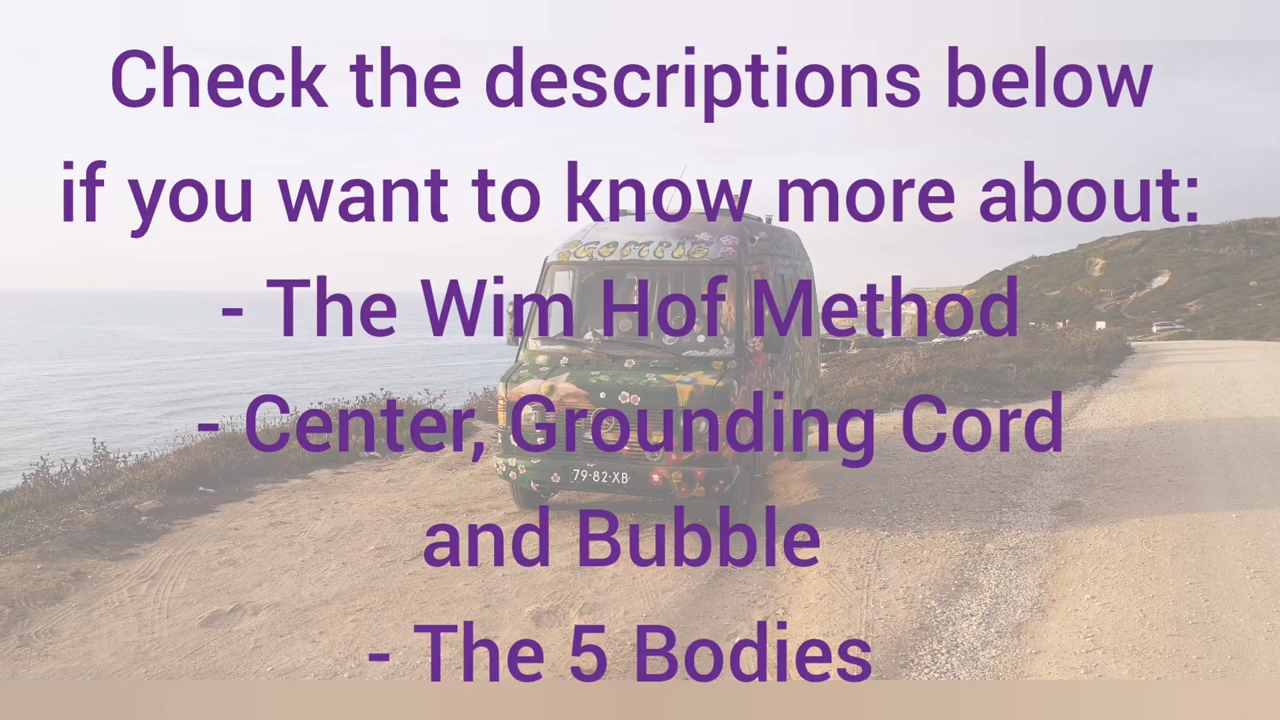 Check the descriptions below
if you want to know more about:
GOMPIE
- The Wim Hof Method
- Center, Grounding Cord
79-82-XB
and Bubble
- The 5 Bodies